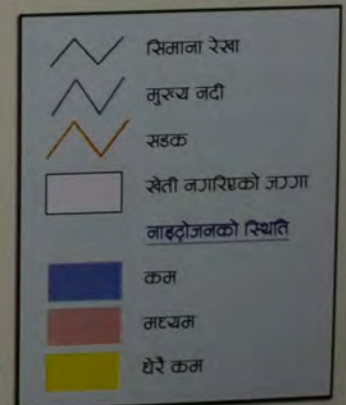 सिमाना रेखा
मुख्य नदी
सडक
खेती नगरिएको जग्गा
नाइट्रोजनको स्थिति
कम
मध्यम
धेरै कम